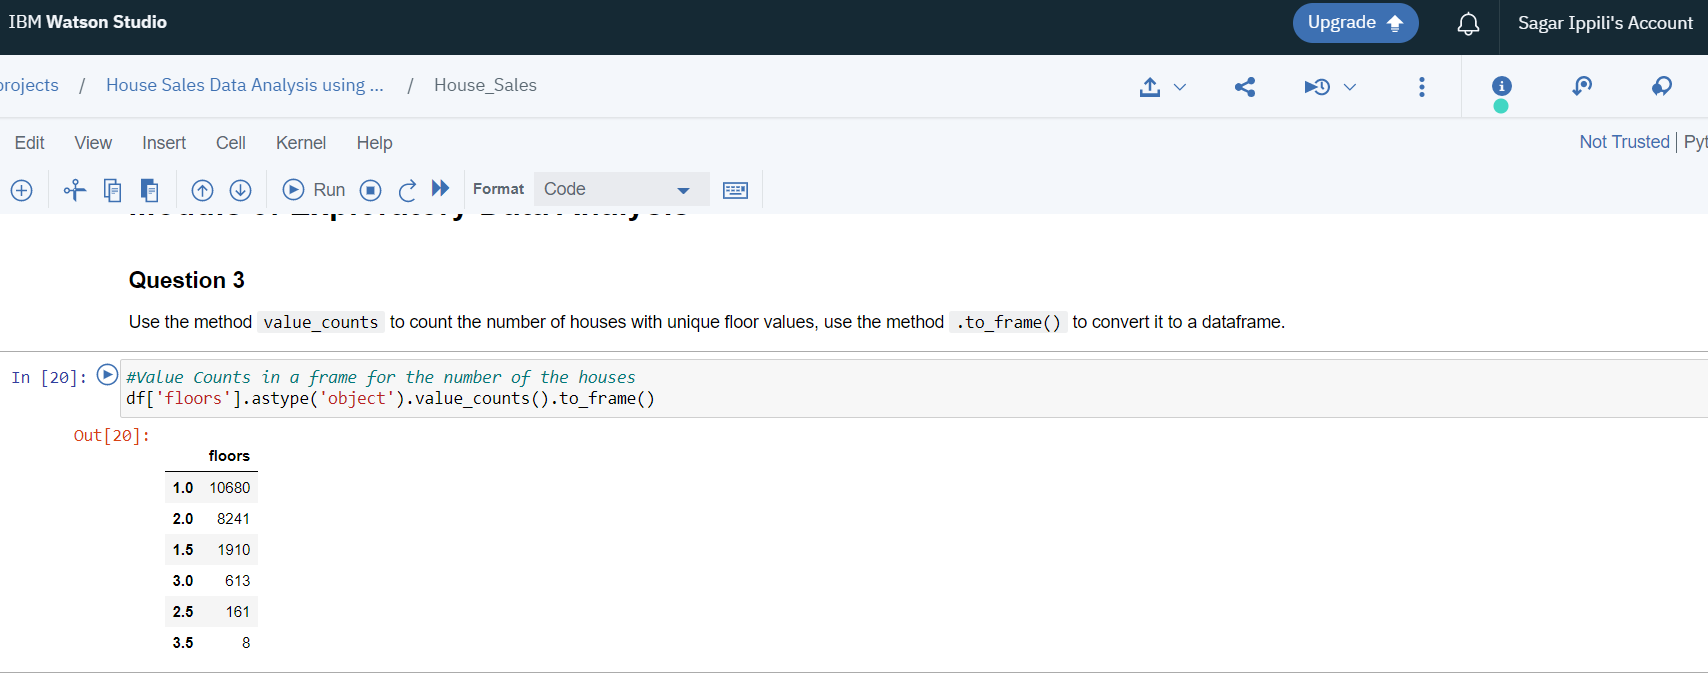 IBM Watson Studio
Upgrade
Sagar Ippili's Account
projects / House Sales Data Analysis using ... / House_Sales
Edit View Insert Cell Kernel Help
Not Trusted
Run
Format
Code
Question 3
Use the method value_counts to count the number of houses with unique floor values, use the method .to_frame() to convert it to a dataframe.
In [20]:
#Value Counts in a frame for the number of the houses
df['floors'].astype('object').value_counts().to_frame()
Out[20]:
floors
1.0 10680
2.0 8241
1.5 1910
3.0 613
2.5 161
3.5 8